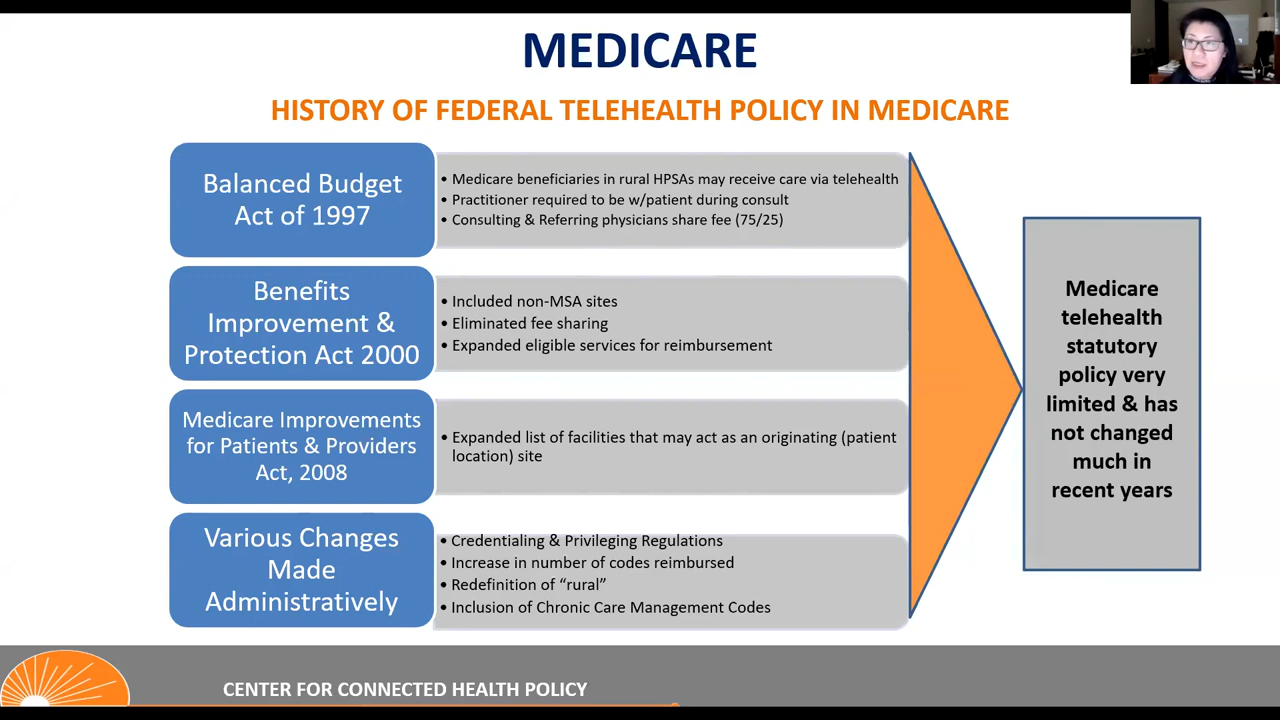 MEDICARE
HISTORY OF FEDERAL TELEHEALTH POLICY IN MEDICARE
Balanced Budget
Act of 1997
• Medicare beneficiaries in rural HPSAs may receive care via telehealth
• Practitioner required to be w/patient during consult
• Consulting & Referring physicians share fee (75/25)
Benefits
Improvement &
Protection Act 2000
• Included non-MSA sites
• Eliminated fee sharing
• Expanded eligible services for reimbursement
Medicare Improvements
for Patients & Providers
Act, 2008
• Expanded list of facilities that may act as an originating (patient
location) site
Various Changes
Made
Administratively
• Credentialing & Privileging Regulations
• Increase in number of codes reimbursed
• Redefinition of “rural”
• Inclusion of Chronic Care Management Codes
Medicare
telehealth
statutory
policy very
limited & has
not changed
much in
recent years
CENTER FOR CONNECTED HEALTH POLICY